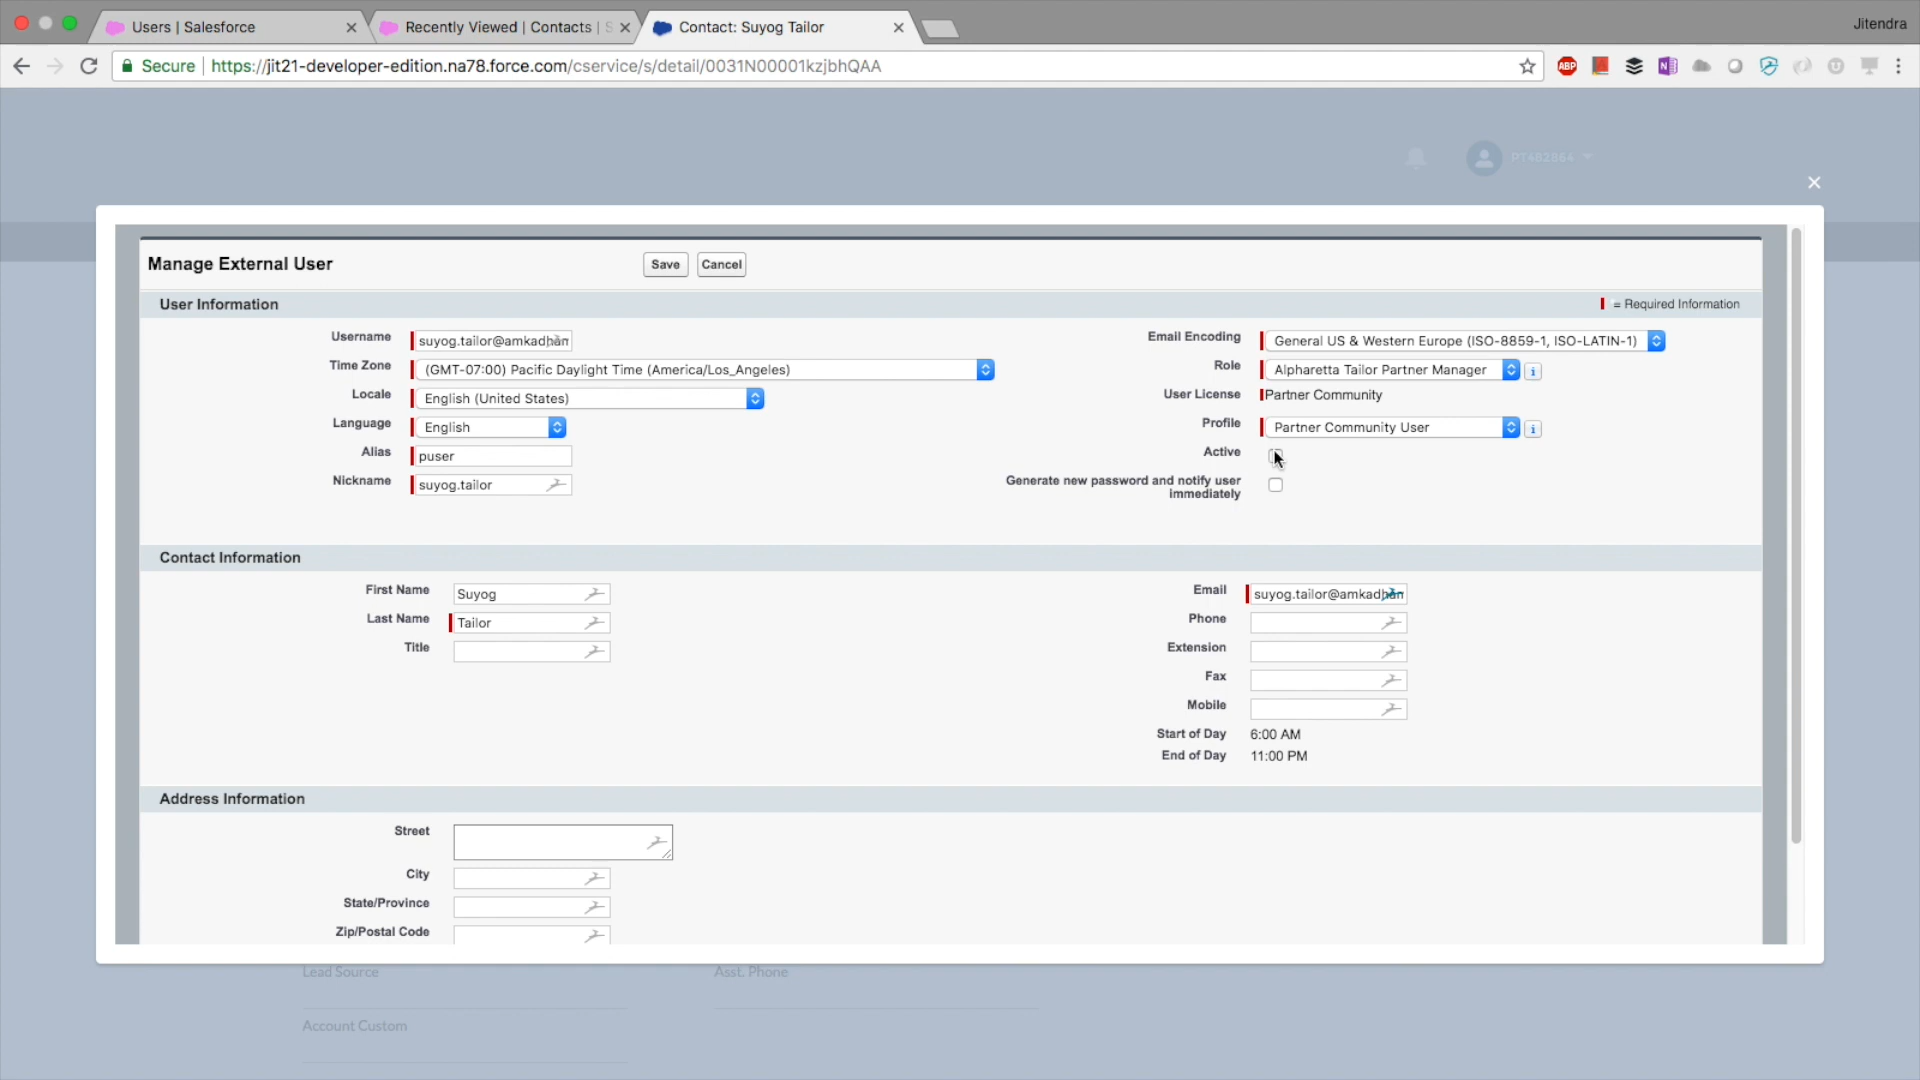 Users | Salesforce
Recently Viewed | Contacts | S
Contact: Suyog Tailor
Jitendra
Secure
https://jit21-developer-edition.na78.force.com/cservice/s/detail/0031N00001kzjbhQAA
ABP
PT482864
Manage External User
Save
Cancel
User Information
= Required Information
Username
suyog.tailor@amkadhan
Email Encoding
General US & Western Europe (ISO-8859-1, ISO-LATIN-1)
Time Zone
(GMT-07:00) Pacific Daylight Time (America/Los_Angeles)
Role
Alpharetta Tailor Partner Manager
Locale
English (United States)
User License
Partner Community
Language
English
Profile
Partner Community User
Alias
puser
Active
Nickname
suyog.tailor
Generate new password and notify user
immediately
Contact Information
First Name
Suyog
Email
suyog.tailor@amkadhan
Last Name
Tailor
Phone
Title
Extension
Fax
Mobile
Start of Day
6:00 AM
End of Day
11:00 PM
Address Information
Street
City
State/Province
Zip/Postal Code
Lead Source
Asst. Phone
Account Custom